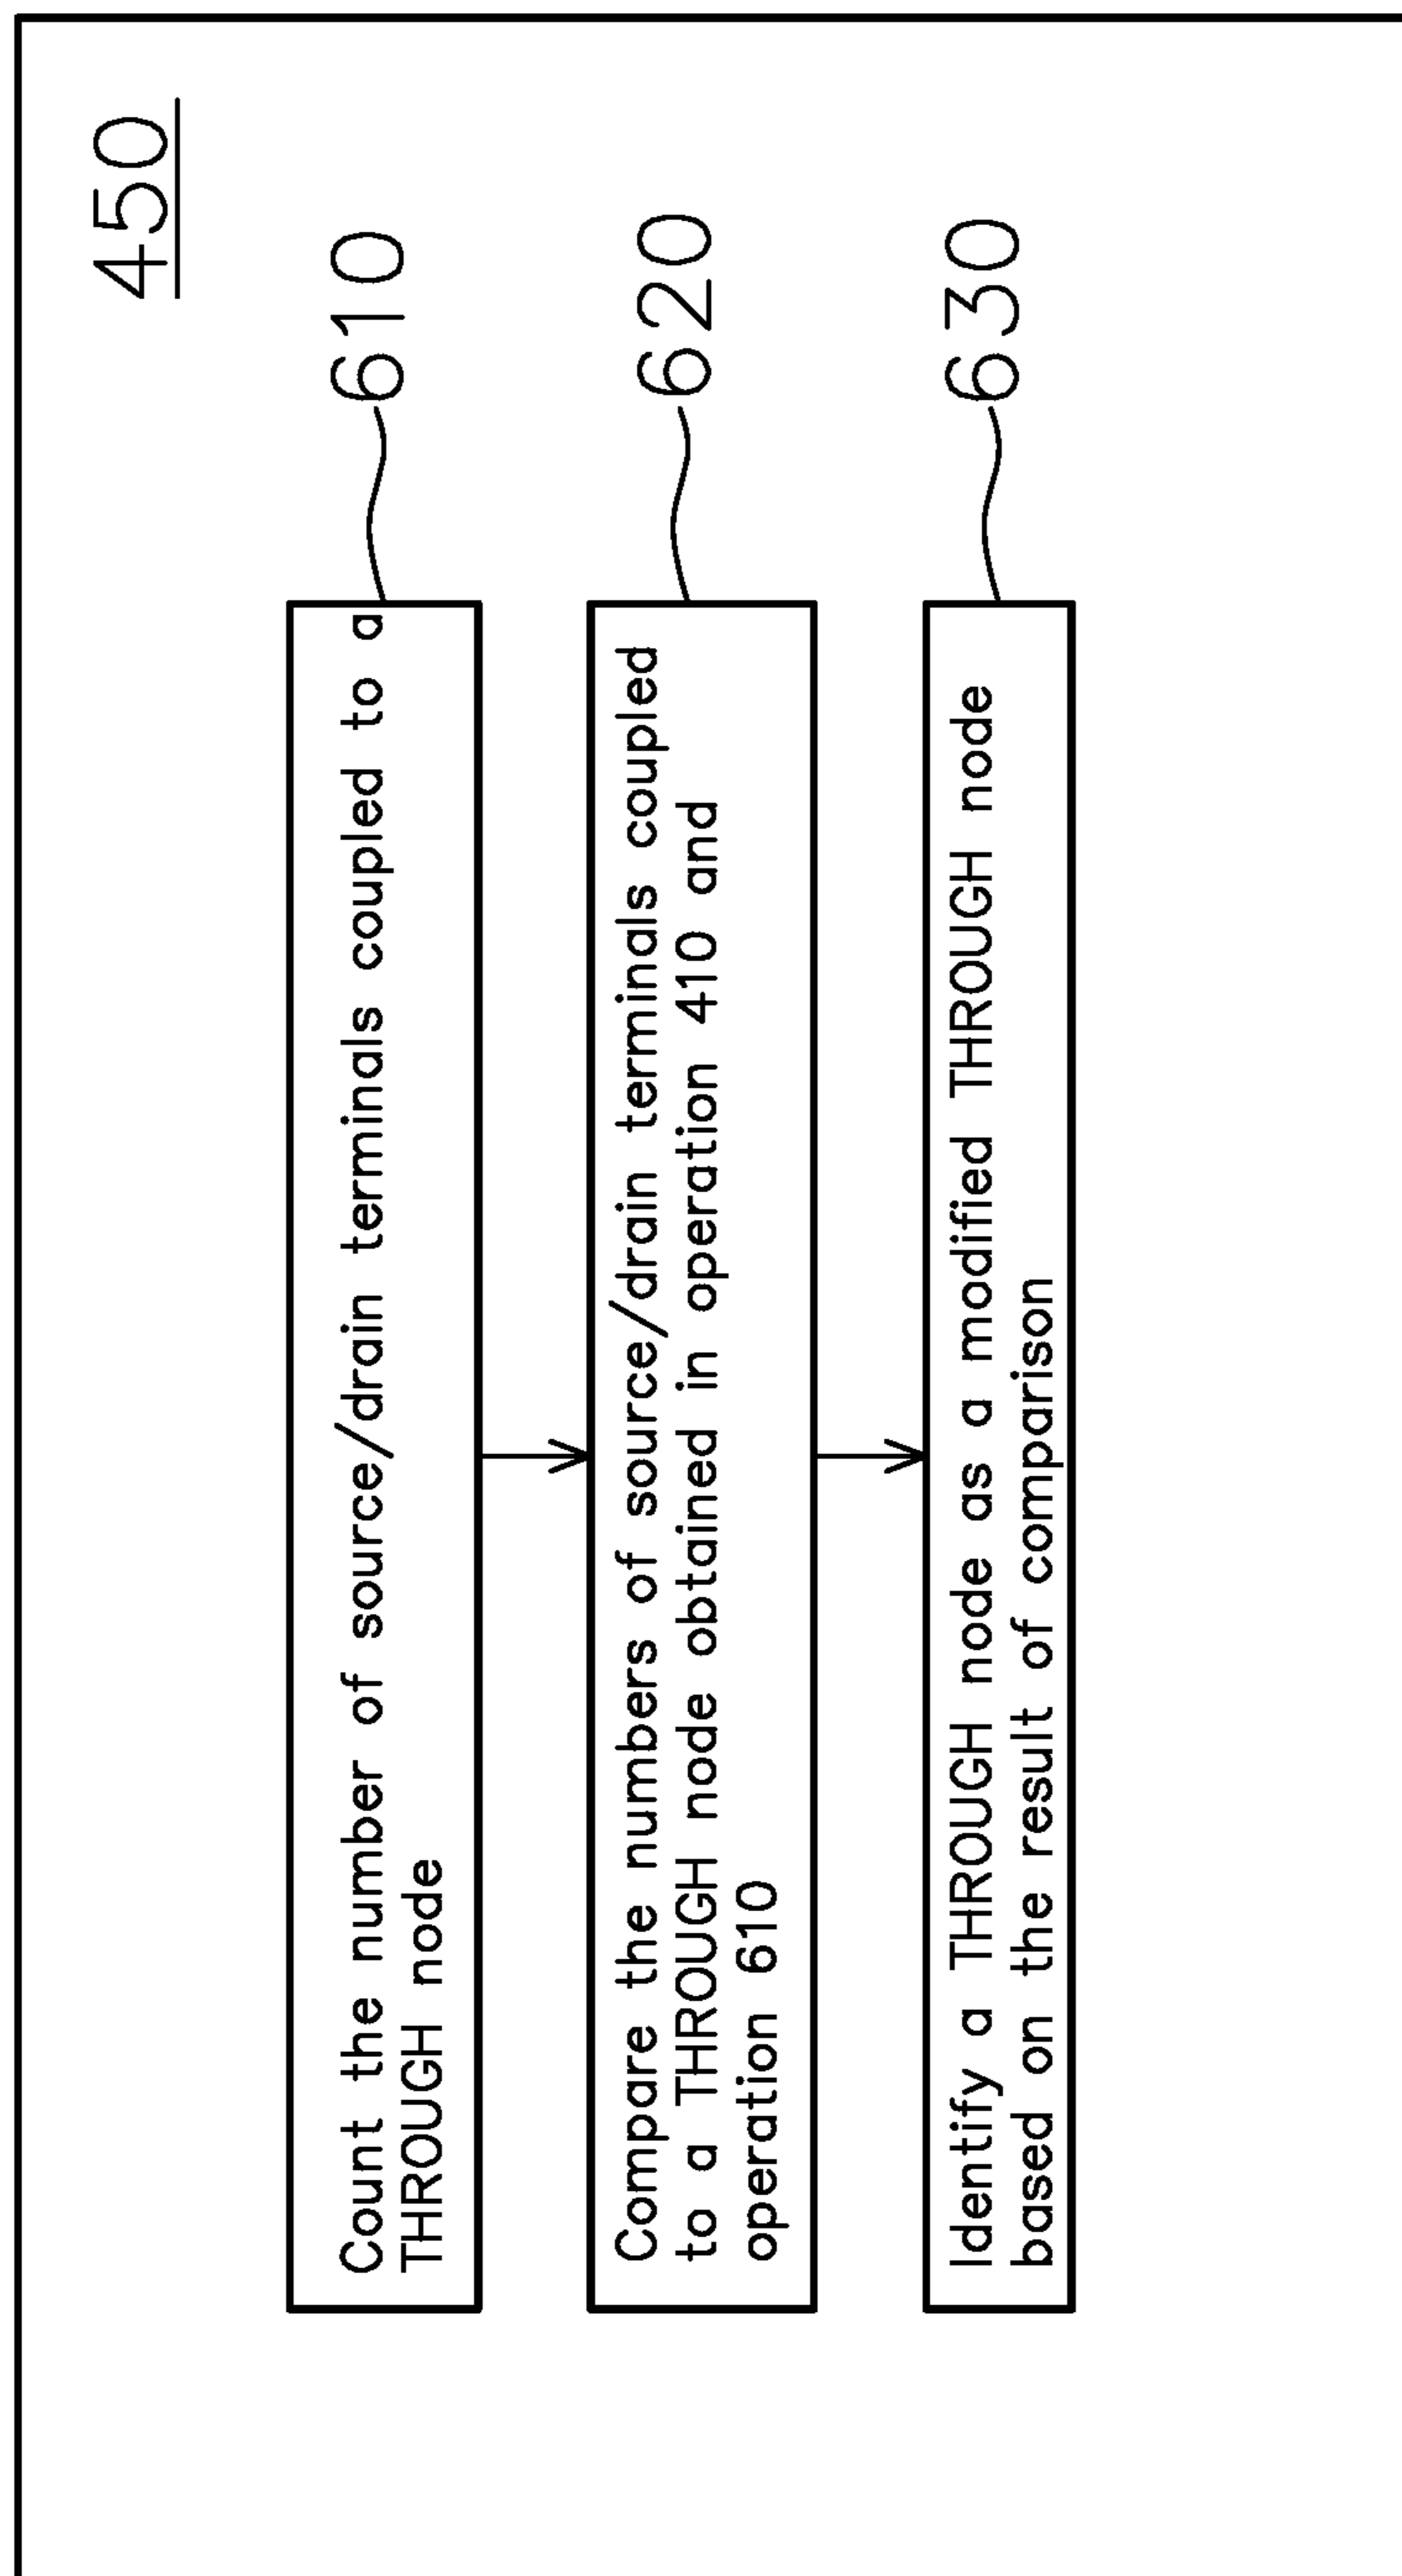 450
Count the number of source/drain terminals coupled to a
THROUGH node
610
Compare the numbers of source/drain terminals coupled
to a THROUGH node obtained in operation 410 and
operation 610
620
Identify a THROUGH node as a modified THROUGH node
based on the result of comparison
630